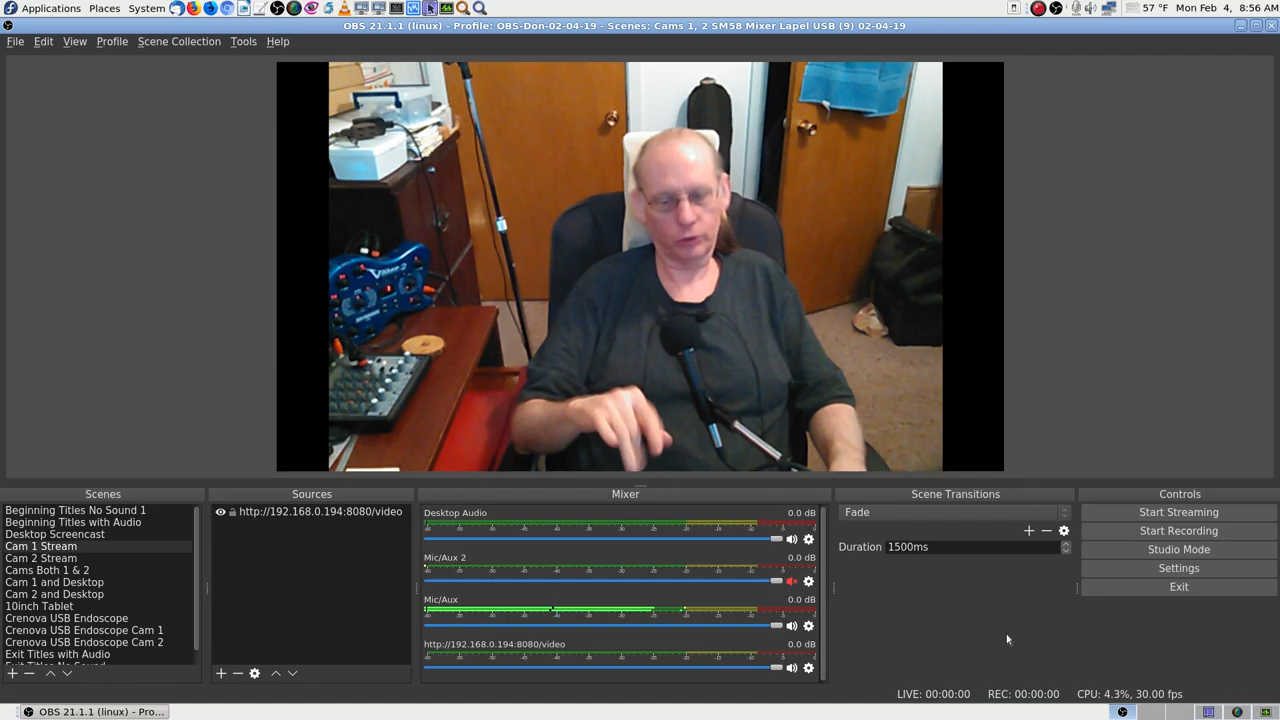 Applications Places System
57 °F Mon Feb 4, 8:56 AM
OBS 21.1.1 (linux) - Profile: OBS-Don-02-04-19 - Scenes: Cams 1, 2 SM58 Mixer Lapel USB (9) 02-04-19
File Edit View Profile Scene Collection Tools Help
Scenes
Beginning Titles No Sound 1
Beginning Titles with Audio
Desktop Screencast
Cam 1 Stream
Cam 2 Stream
Cams Both 1 & 2
Cam 1 and Desktop
Cam 2 and Desktop
10inch Tablet
Crenova USB Endoscope
Crenova USB Endoscope Cam 1
Crenova USB Endoscope Cam 2
Exit Titles with Audio
Exit Titles No Sound
Sources
http://192.168.0.194:8080/video
Mixer
Desktop Audio 0.0 dB
Mic/Aux 2 0.0 dB
Mic/Aux 0.0 dB
http://192.168.0.194:8080/video 0.0 dB
Scene Transitions
Fade
Duration 1500ms
Controls
Start Streaming
Start Recording
Studio Mode
Settings
Exit
LIVE: 00:00:00 REC: 00:00:00 CPU: 4.3%, 30.00 fps
OBS 21.1.1 (linux) - Pro...